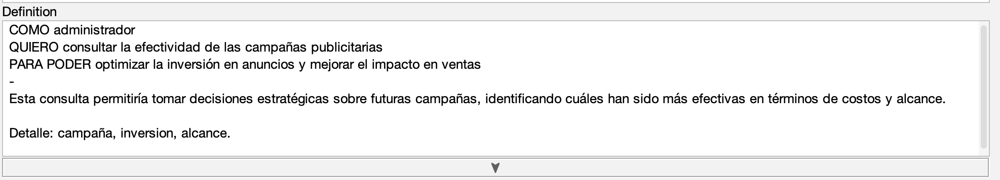 Definition
COMO administrador
QUIERO consultar la efectividad de las campañas publicitarias
PARA PODER optimizar la inversión en anuncios y mejorar el impacto en ventas
-
Esta consulta permitiría tomar decisiones estratégicas sobre futuras campañas, identificando cuáles han sido más efectivas en términos de costos y alcance.
Detalle: campaña, inversion, alcance.